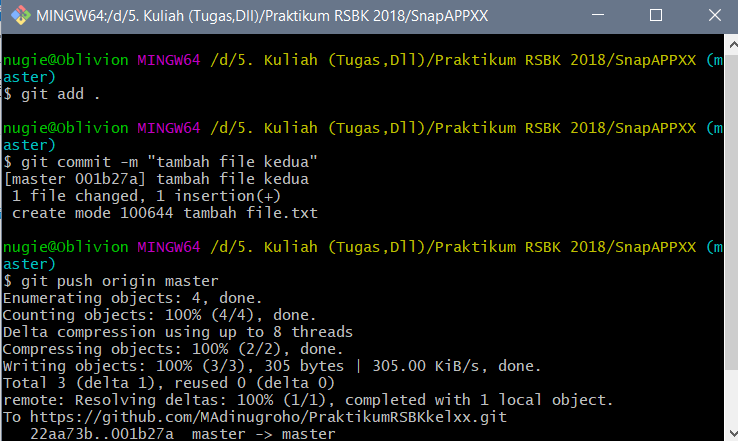 MINGW64:/d/5. Kuliah (Tugas,Dll)/Praktikum RSBK 2018/SnapAPPXX
nugie@Oblivion MINGW64 /d/5. Kuliah (Tugas,Dll)/Praktikum RSBK 2018/SnapAPPXX (m
aster)
$ git add .
nugie@Oblivion MINGW64 /d/5. Kuliah (Tugas,Dll)/Praktikum RSBK 2018/SnapAPPXX (m
aster)
$ git commit -m "tambah file kedua"
[master 001b27a] tambah file kedua
 1 file changed, 1 insertion(+)
 create mode 100644 tambah file.txt
nugie@Oblivion MINGW64 /d/5. Kuliah (Tugas,Dll)/Praktikum RSBK 2018/SnapAPPXX (m
aster)
$ git push origin master
Enumerating objects: 4, done.
Counting objects: 100% (4/4), done.
Delta compression using up to 8 threads
Compressing objects: 100% (2/2), done.
Writing objects: 100% (3/3), 305 bytes | 305.00 KiB/s, done.
Total 3 (delta 1), reused 0 (delta 0)
remote: Resolving deltas: 100% (1/1), completed with 1 local object.
To https://github.com/MAdinugroho/PraktikumRSBKkelxx.git
   22aa73b..001b27a  master -> master